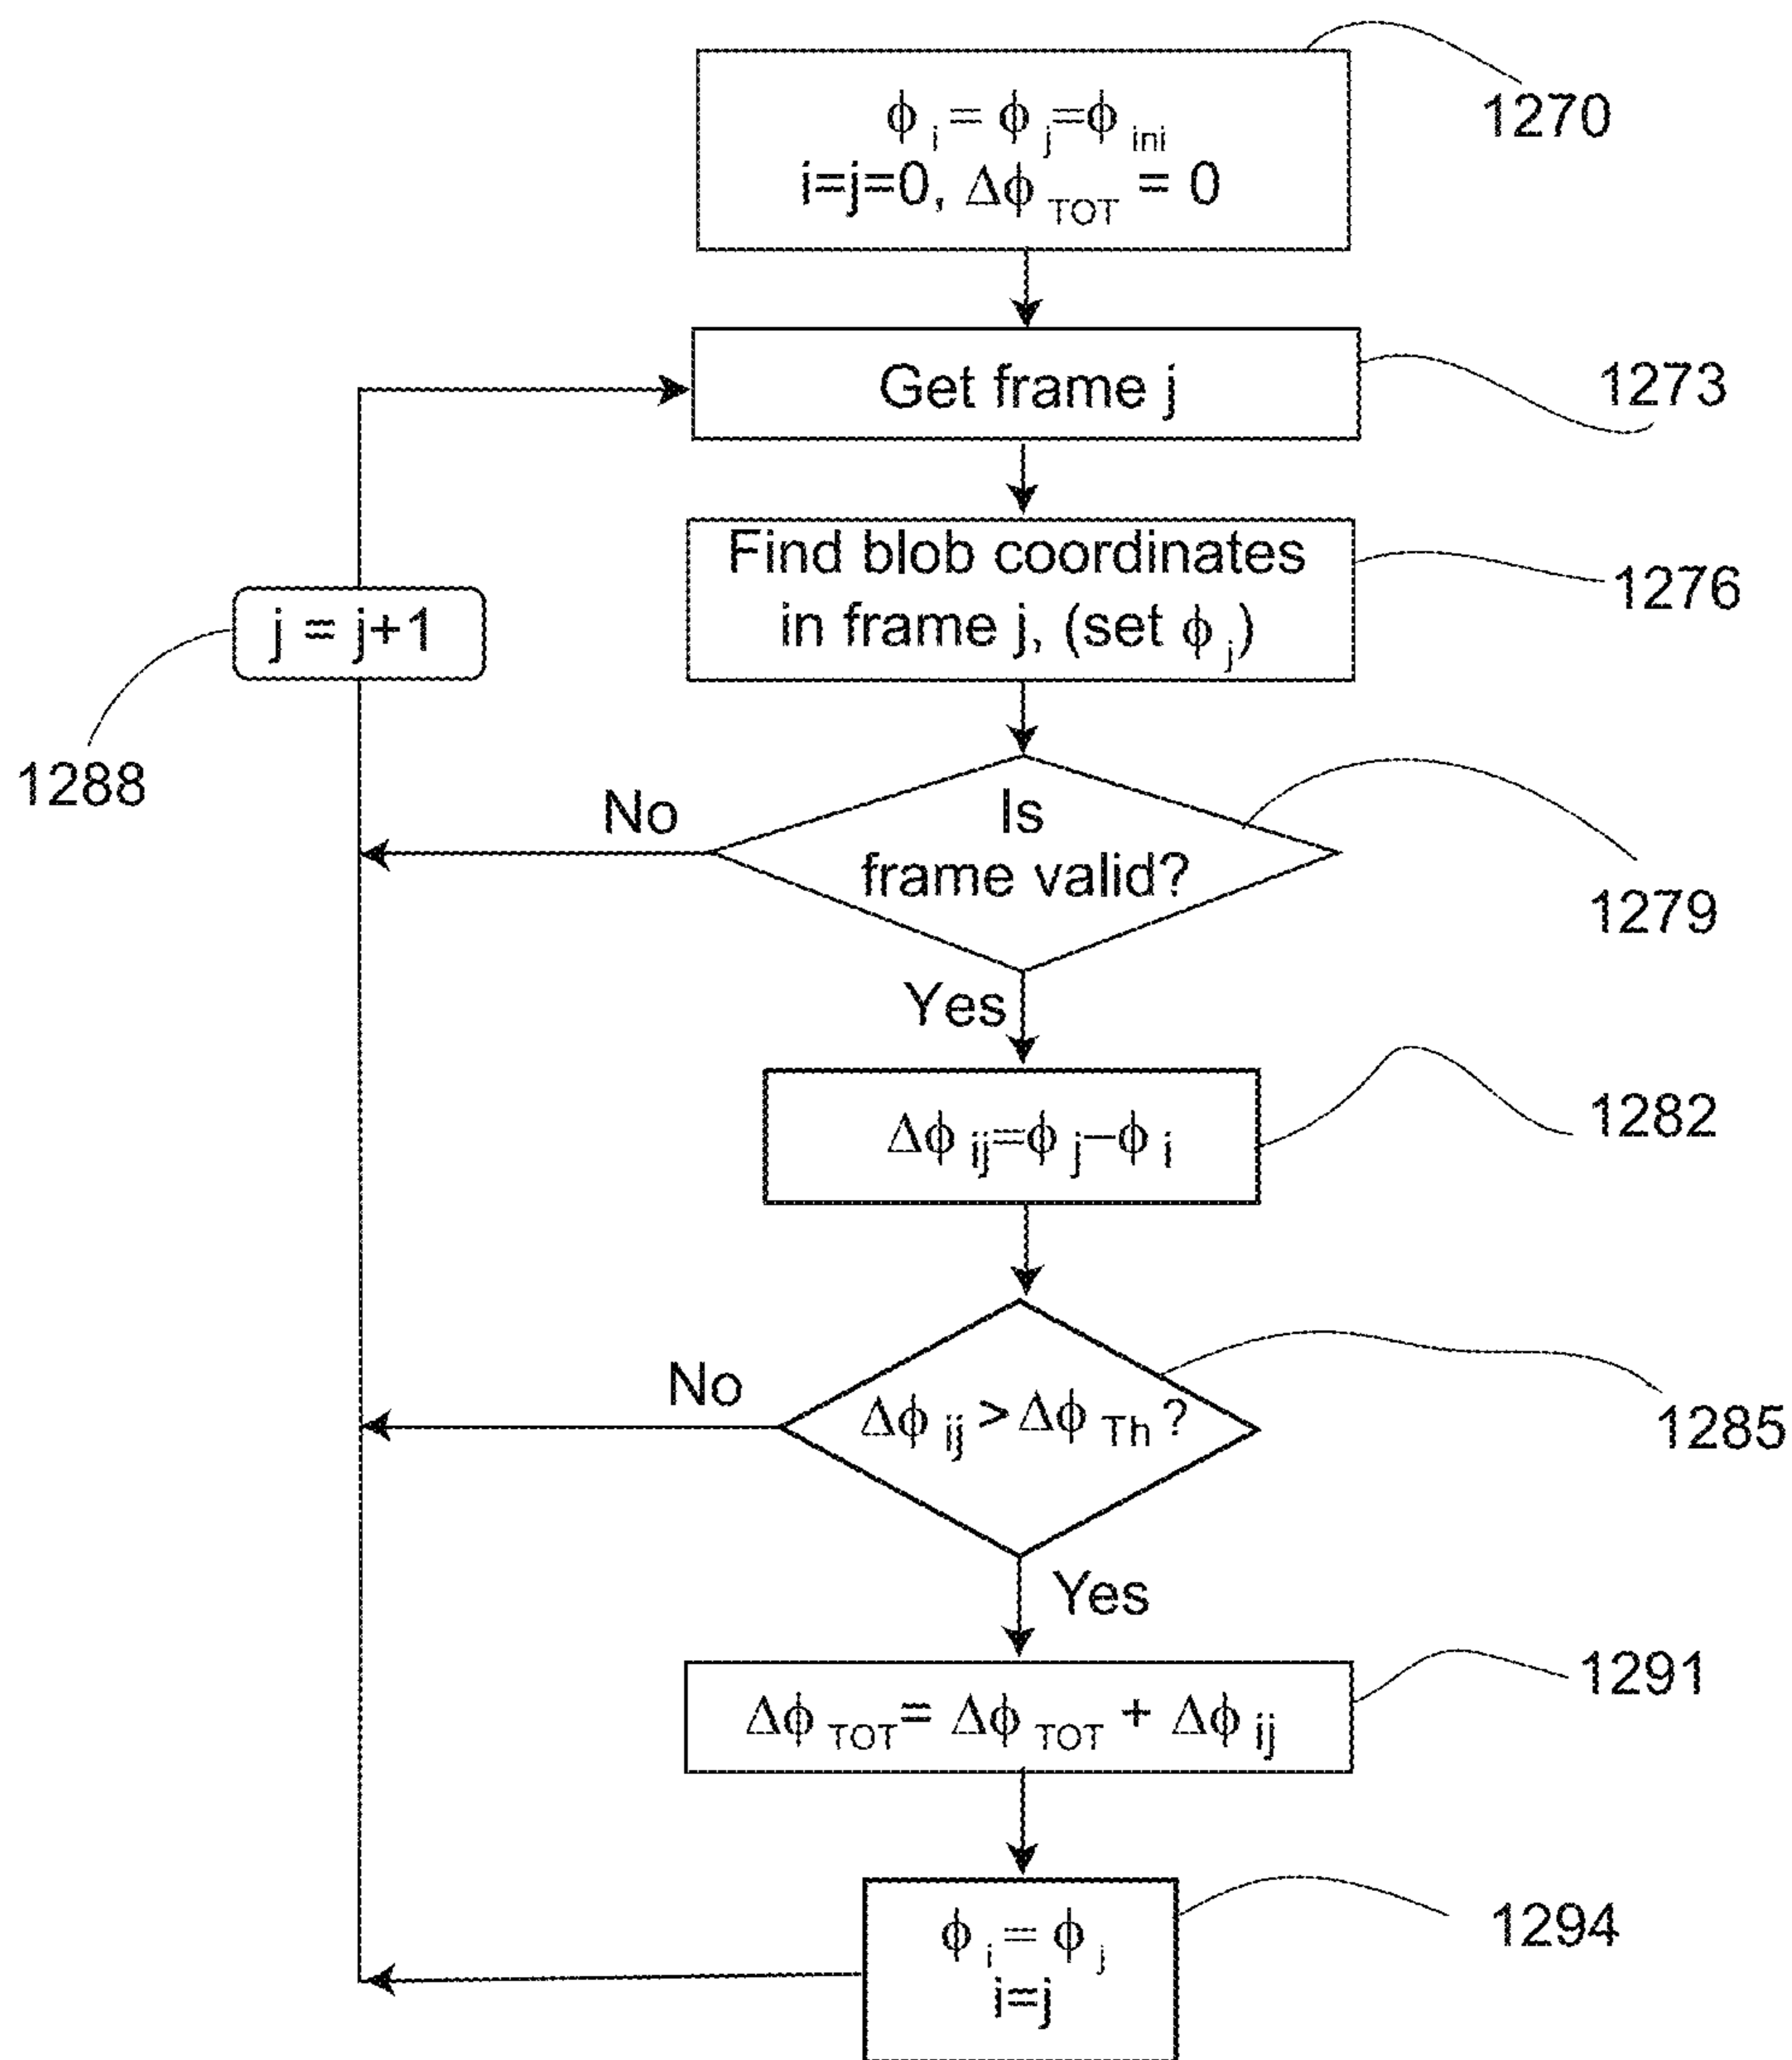 ϕ i = ϕ j=ϕ ini
i=j=0, Δϕ TOT = 0
1270
Get frame j
1273
Find blob coordinates
in frame j, (set ϕ j)
1276
j = j+1
1288
No
Is
frame valid?
1279
Yes
Δϕ ij=ϕ j–ϕ i
1282
No
Δϕ ij > Δϕ Th ?
1285
Yes
Δϕ TOT = Δϕ TOT + Δϕ ij
1291
ϕ i = ϕ j
i=j
1294